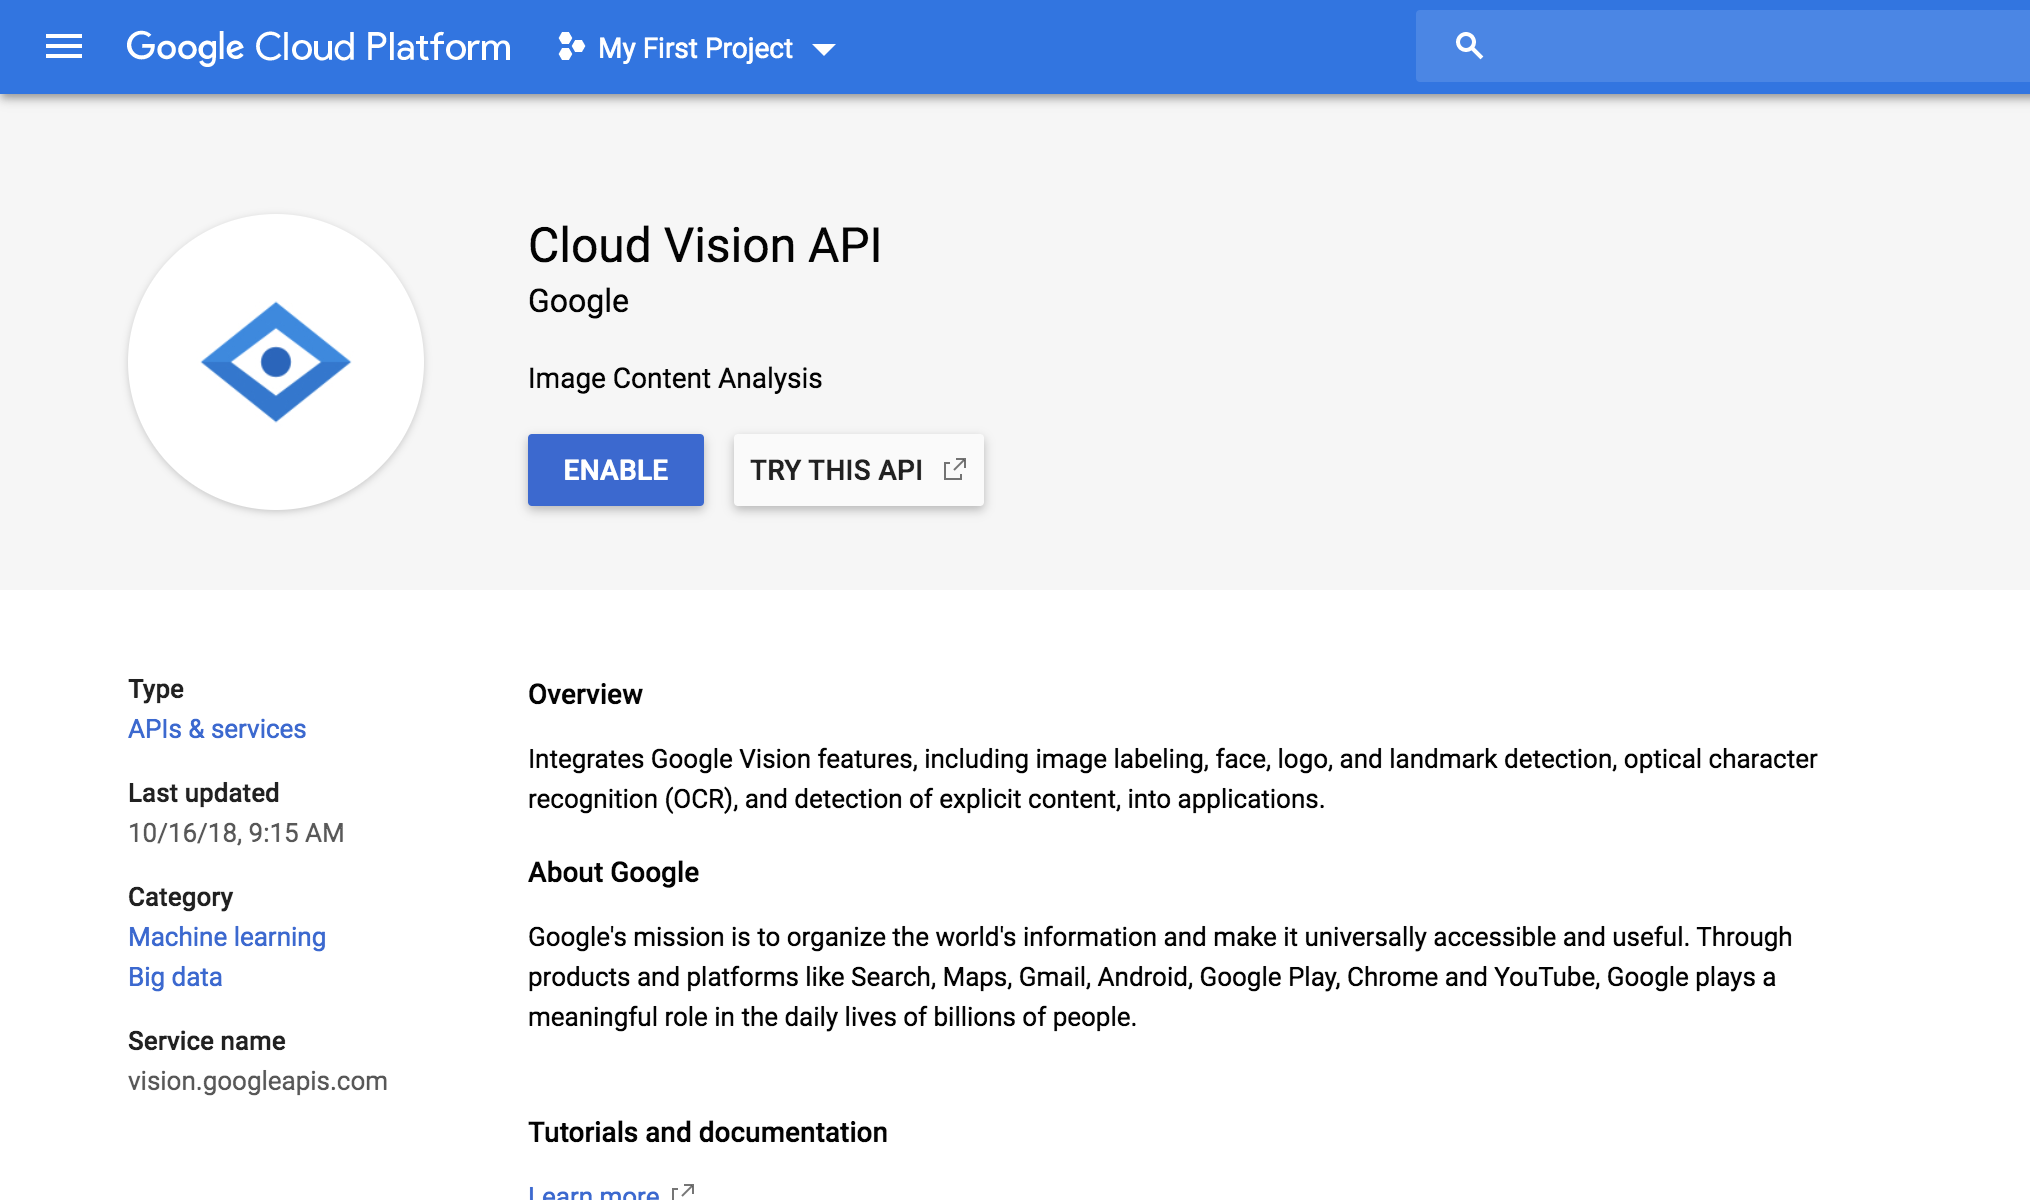 Google Cloud Platform
My First Project
Cloud Vision API
Google
Image Content Analysis
ENABLE
TRY THIS API
Type
APIs & services
Last updated
10/16/18, 9:15 AM
Category
Machine learning
Big data
Service name
vision.googleapis.com
Overview
Integrates Google Vision features, including image labeling, face, logo, and landmark detection, optical character
recognition (OCR), and detection of explicit content, into applications.
About Google
Google's mission is to organize the world's information and make it universally accessible and useful. Through
products and platforms like Search, Maps, Gmail, Android, Google Play, Chrome and YouTube, Google plays a
meaningful role in the daily lives of billions of people.
Tutorials and documentation
Learn more